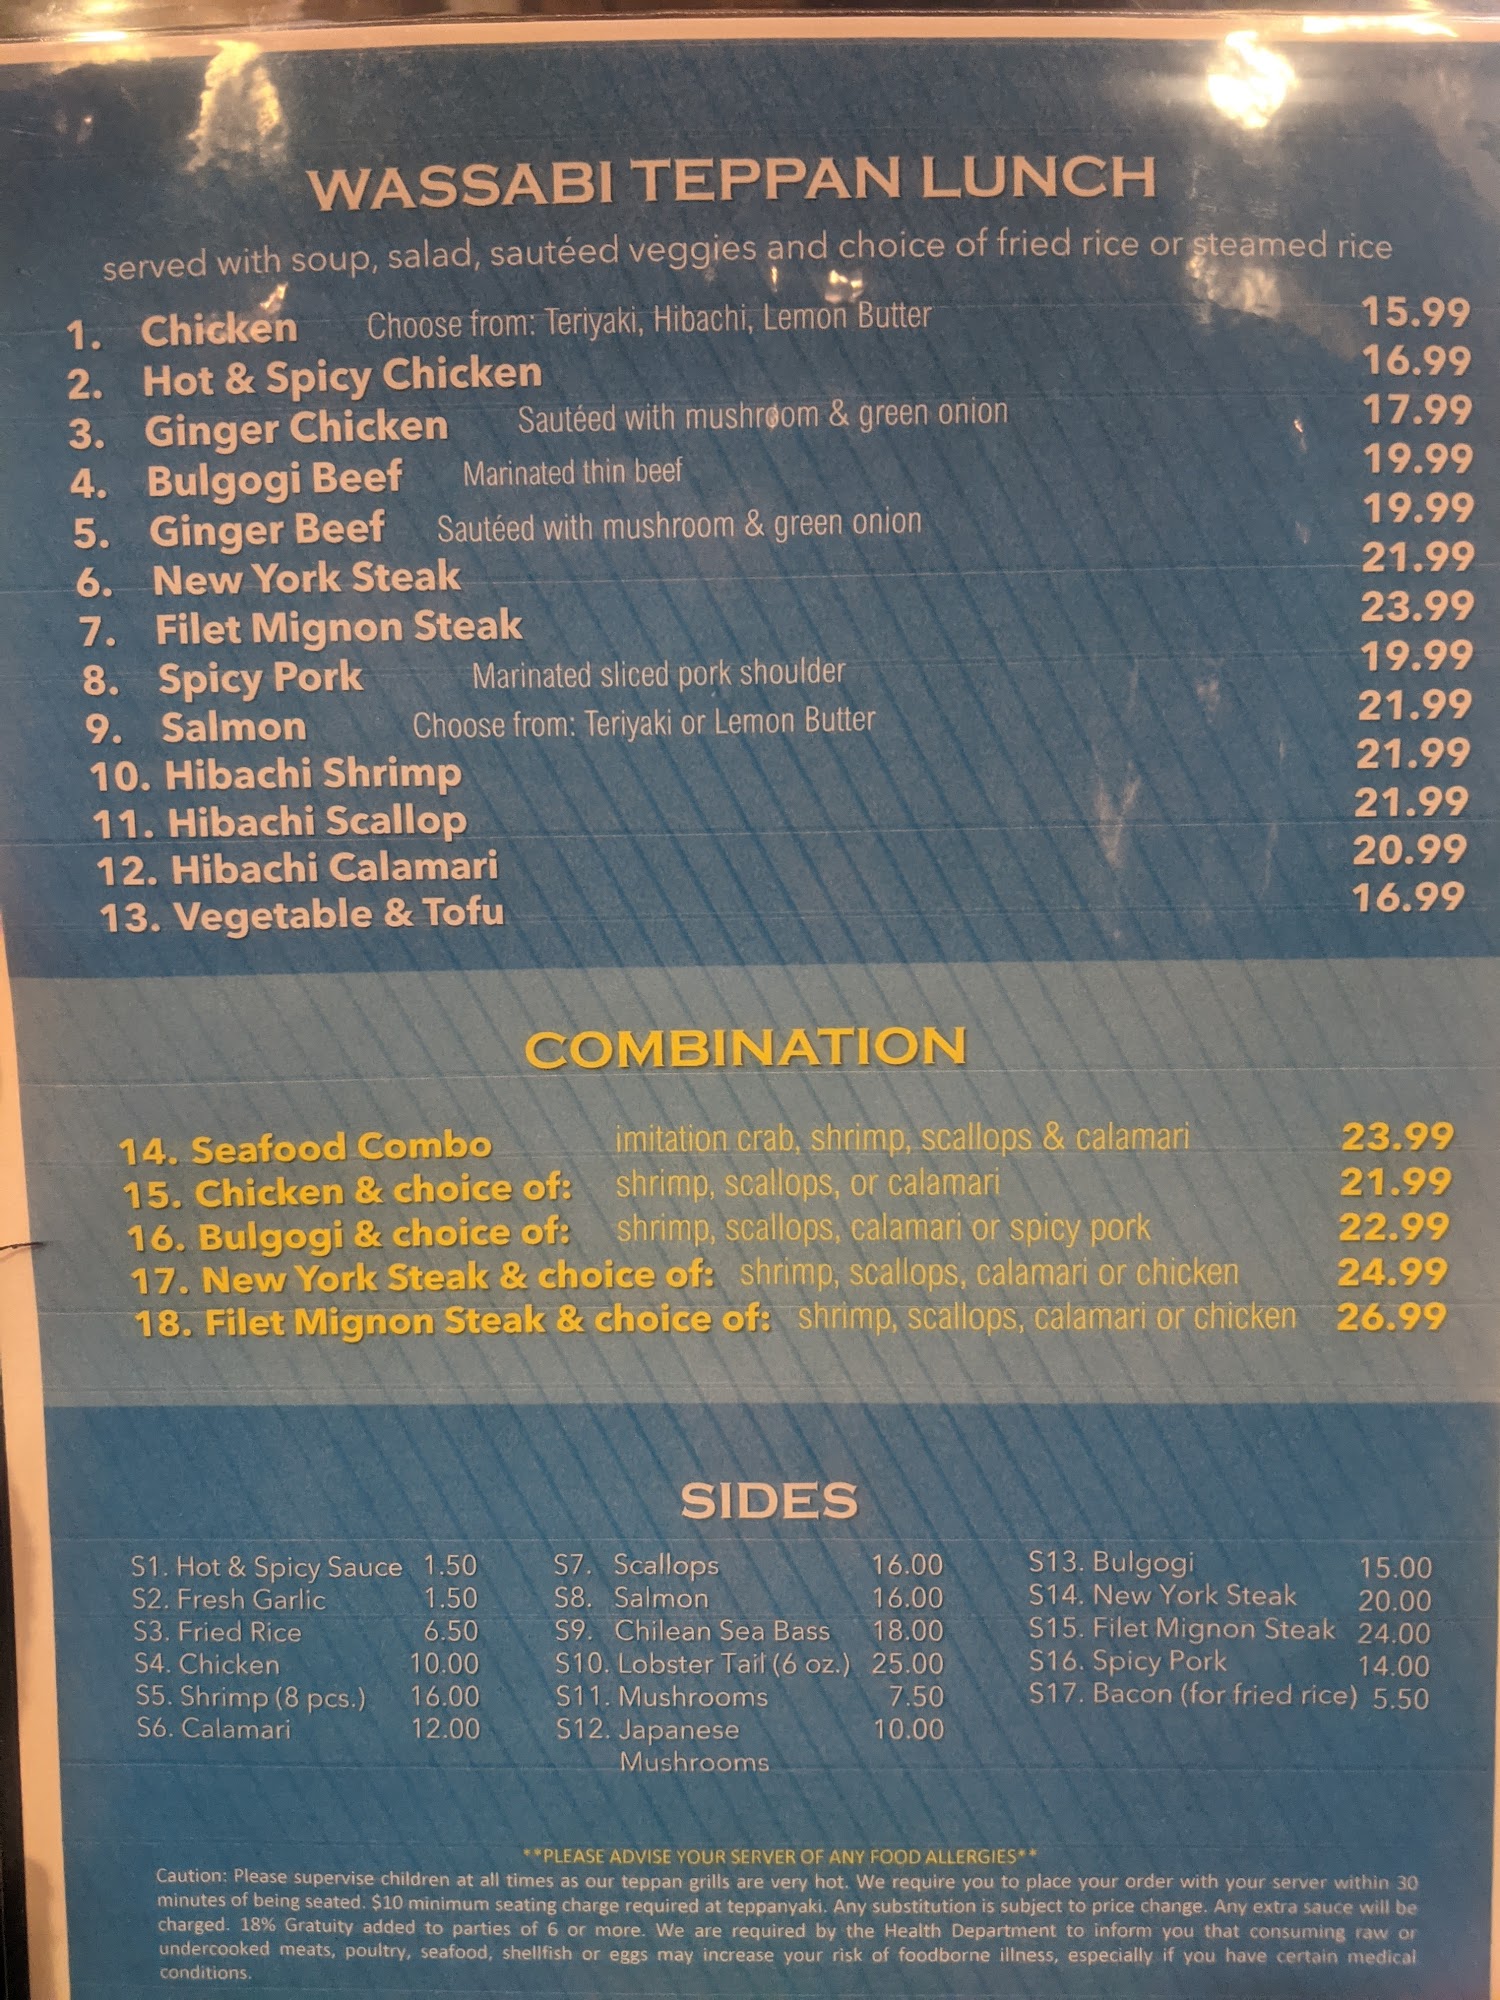 WASSABI TEPPAN LUNCH
served with soup, salad, sautéed veggies and choice of fried rice or steamed rice
1. Chicken Choose from: Teriyaki, Hibachi, Lemon Butter 15.99
2. Hot & Spicy Chicken 16.99
3. Ginger Chicken Sautéed with mushroom & green onion 17.99
4. Bulgogi Beef Marinated thin beef 19.99
5. Ginger Beef Sautéed with mushroom & green onion 19.99
6. New York Steak 21.99
7. Filet Mignon Steak 23.99
8. Spicy Pork Marinated sliced pork shoulder 19.99
9. Salmon Choose from: Teriyaki or Lemon Butter 21.99
10. Hibachi Shrimp 21.99
11. Hibachi Scallop 21.99
12. Hibachi Calamari 20.99
13. Vegetable & Tofu 16.99
COMBINATION
14. Seafood Combo imitation crab, shrimp, scallops & calamari 23.99
15. Chicken & choice of: shrimp, scallops, or calamari 21.99
16. Bulgogi & choice of: shrimp, scallops, calamari or spicy pork 22.99
17. New York Steak & choice of: shrimp, scallops, calamari or chicken 24.99
18. Filet Mignon Steak & choice of: shrimp, scallops, calamari or chicken 26.99
SIDES
S1. Hot & Spicy Sauce 1.50
S2. Fresh Garlic 1.50
S3. Fried Rice 6.50
S4. Chicken 10.00
S5. Shrimp (8 pcs.) 16.00
S6. Calamari 12.00
S7. Scallops 16.00
S8. Salmon 16.00
S9. Chilean Sea Bass 18.00
S10. Lobster Tail (6 oz.) 25.00
S11. Mushrooms 7.50
S12. Japanese 10.00
Mushrooms
S13. Bulgogi 15.00
S14. New York Steak 20.00
S15. Filet Mignon Steak 24.00
S16. Spicy Pork 14.00
S17. Bacon (for fried rice) 5.50
**PLEASE ADVISE YOUR SERVER OF ANY FOOD ALLERGIES**
Caution: Please supervise children at all times as our teppan grills are very hot. We require you to place your order with your server within 30
minutes of being seated. $10 minimum seating charge required at teppanyaki. Any substitution is subject to price change. Any extra sauce will be
charged. 18% Gratuity added to parties of 6 or more. We are required by the Health Department to inform you that consuming raw or
undercooked meats, poultry, seafood, shellfish or eggs may increase your risk of foodborne illness, especially if you have certain medical
conditions.